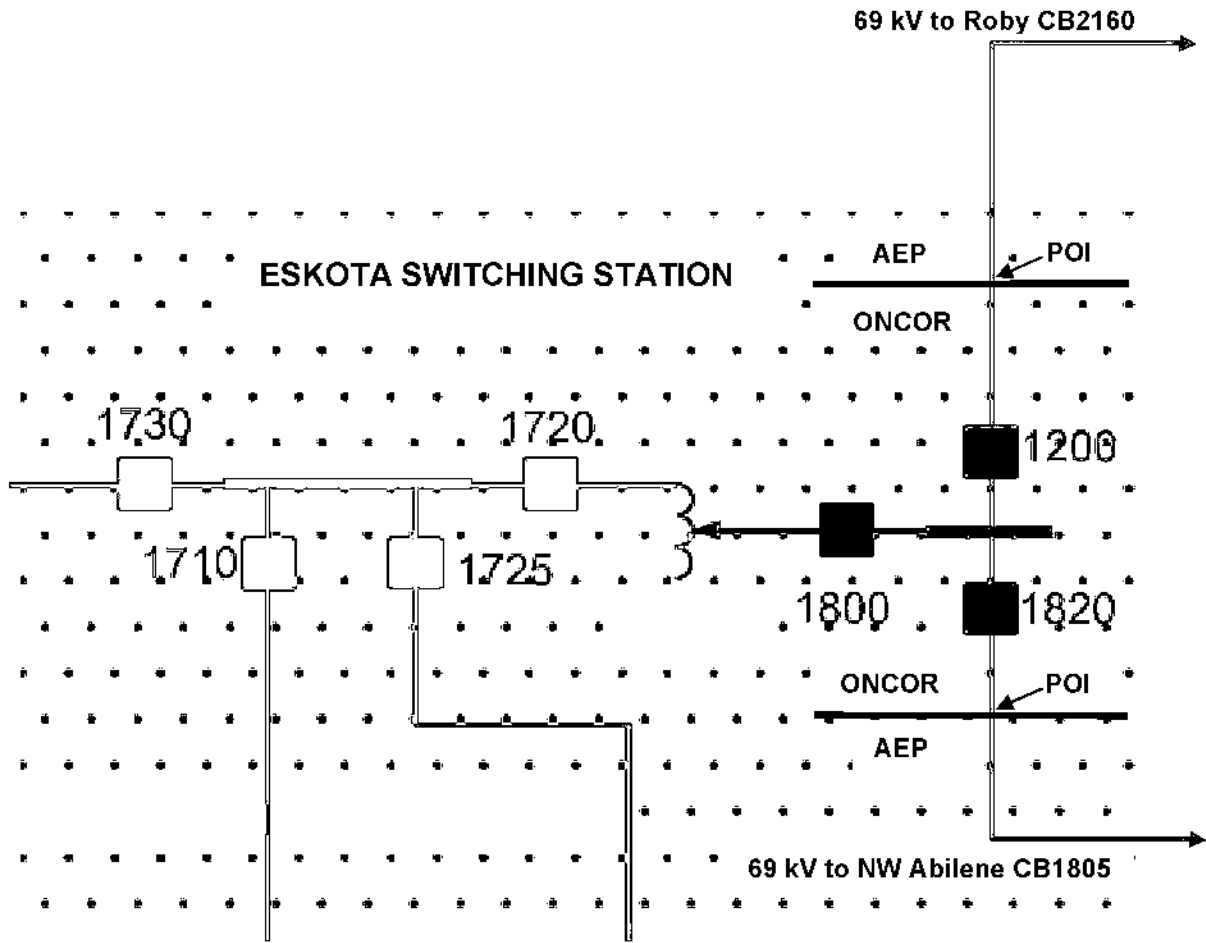 69 kV to Roby CB2160
AEP
POI
ESKOTA SWITCHING STATION
ONCOR
1730
1720
1200
1710
1725
1800
1820
ONCOR
POI
AEP
69 kV to NW Abilene CB1805